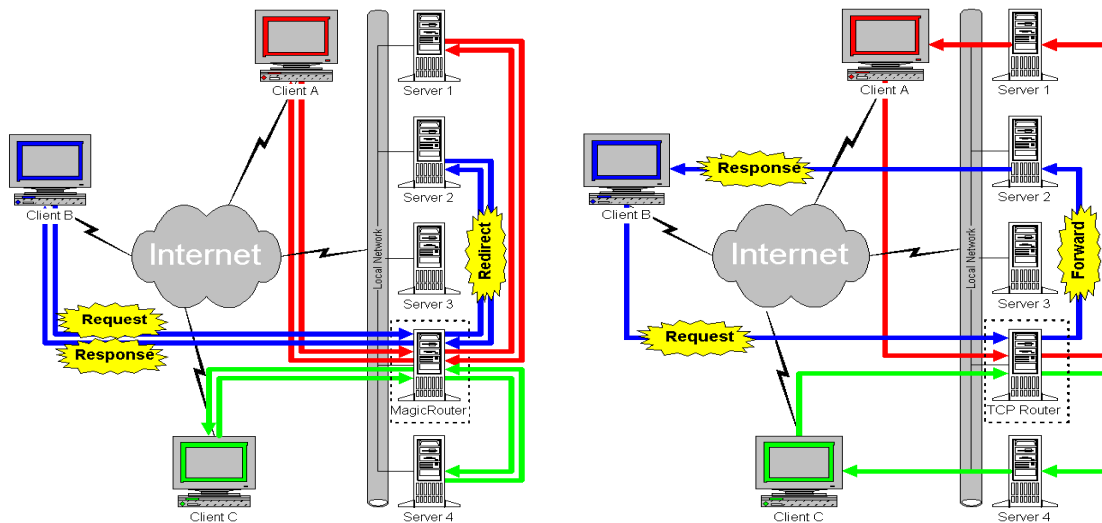 Client A
Server 1
Client B
Server 2
Internet
Local Network
Redirect
Server 3
Request
Response
MagicRouter
Client C
Server 4
Client A
Server 1
Response
Client B
Server 2
Internet
Local Network
Forward
Server 3
Request
TCP Router
Client C
Server 4